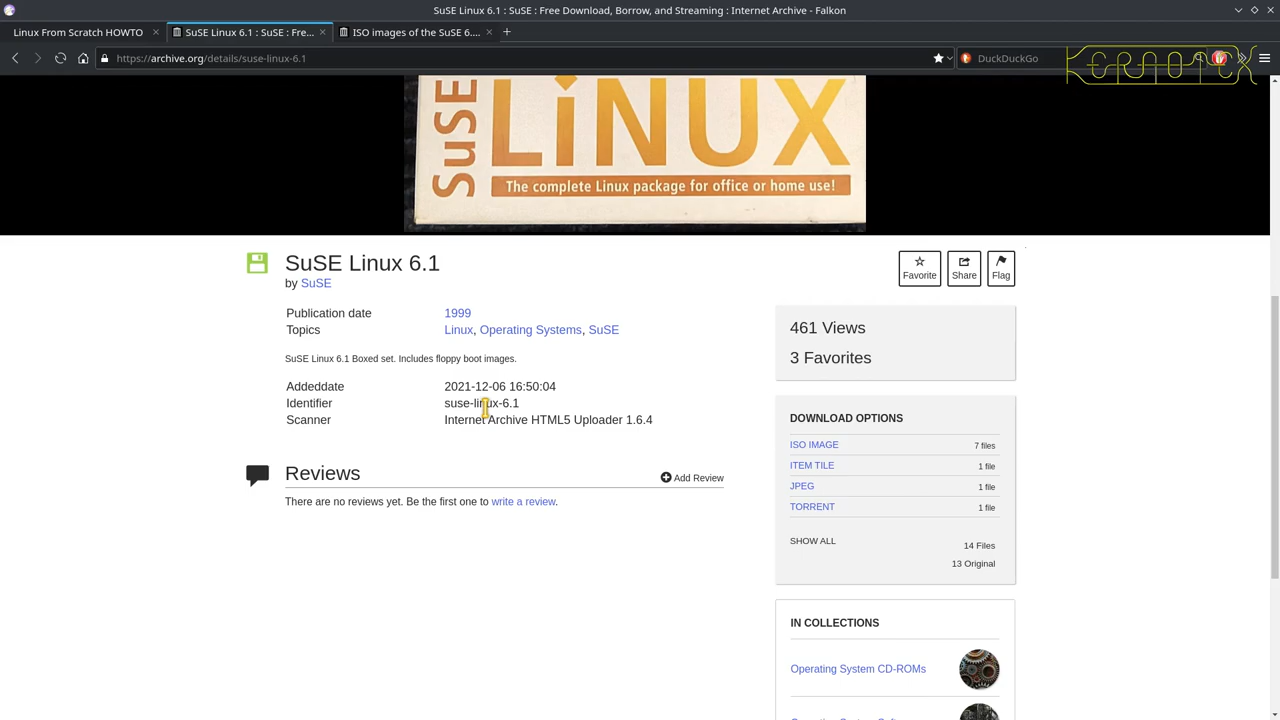 SuSE Linux 6.1 : SuSE : Free Download, Borrow, and Streaming : Internet Archive - Falkon
Linux From Scratch HOWTO
SuSE Linux 6.1 : SuSE : Fre...
ISO images of the SuSE 6....
https://archive.org/details/suse-linux-6.1
DuckDuckGo
KERNOTEX
SuSE LiNUX
The complete Linux package for office or home use!
SuSE Linux 6.1
by SuSE
Favorite
Share
Flag
Publication date 1999
Topics Linux, Operating Systems, SuSE
SuSE Linux 6.1 Boxed set. Includes floppy boot images.
Addeddate 2021-12-06 16:50:04
Identifier suse-linux-6.1
Scanner Internet Archive HTML5 Uploader 1.6.4
Reviews
Add Review
There are no reviews yet. Be the first one to write a review.
461 Views
3 Favorites
DOWNLOAD OPTIONS
ISO IMAGE 7 files
ITEM TILE 1 file
JPEG 1 file
TORRENT 1 file
SHOW ALL 14 Files
13 Original
IN COLLECTIONS
Operating System CD-ROMs